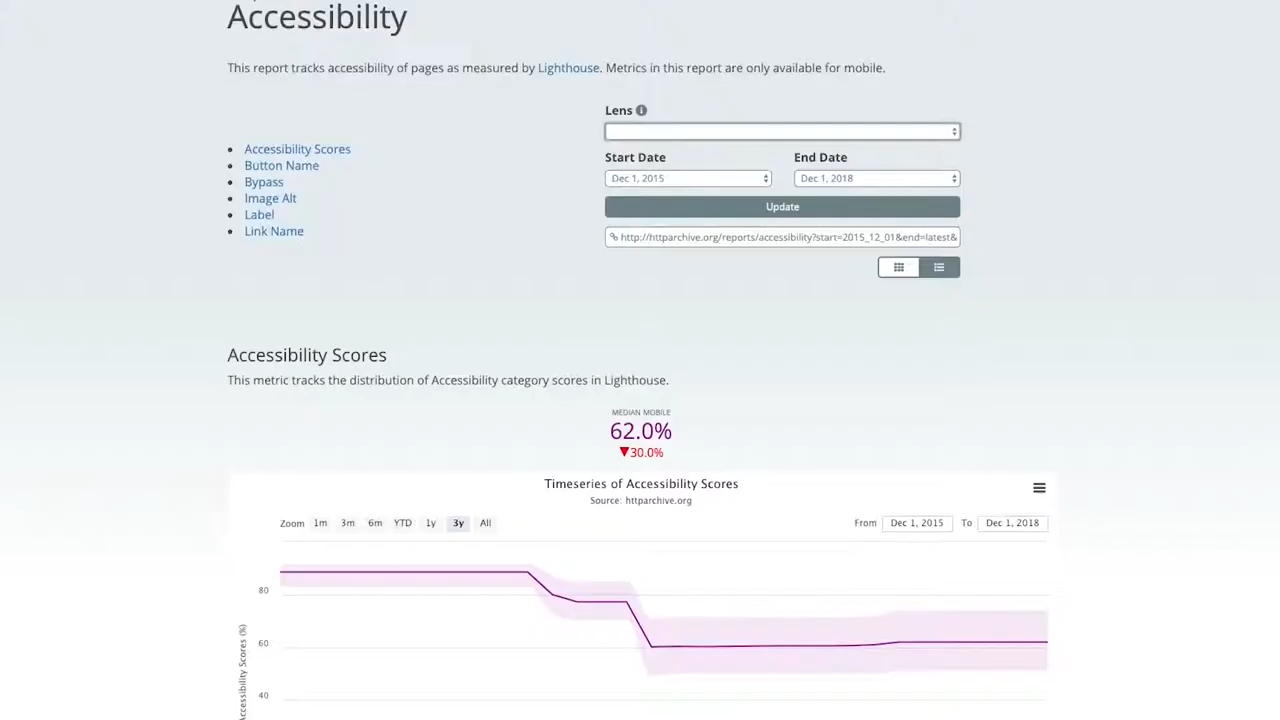 Accessibility
This report tracks accessibility of pages as measured by Lighthouse. Metrics in this report are only available for mobile.
Accessibility Scores
Button Name
Bypass
Image Alt
Label
Link Name
Lens
Start Date
End Date
Dec 1, 2015
Dec 1, 2018
Update
http://httparchive.org/reports/accessibility?start=2015_12_01&end=latest&
Accessibility Scores
This metric tracks the distribution of Accessibility category scores in Lighthouse.
MEDIAN MOBILE
62.0%
▼30.0%
Timeseries of Accessibility Scores
Source: httparchive.org
Zoom 1m 3m 6m YTD 1y 3y All
From Dec 1, 2015 To Dec 1, 2018
80
60
40
Accessibility Scores (%)